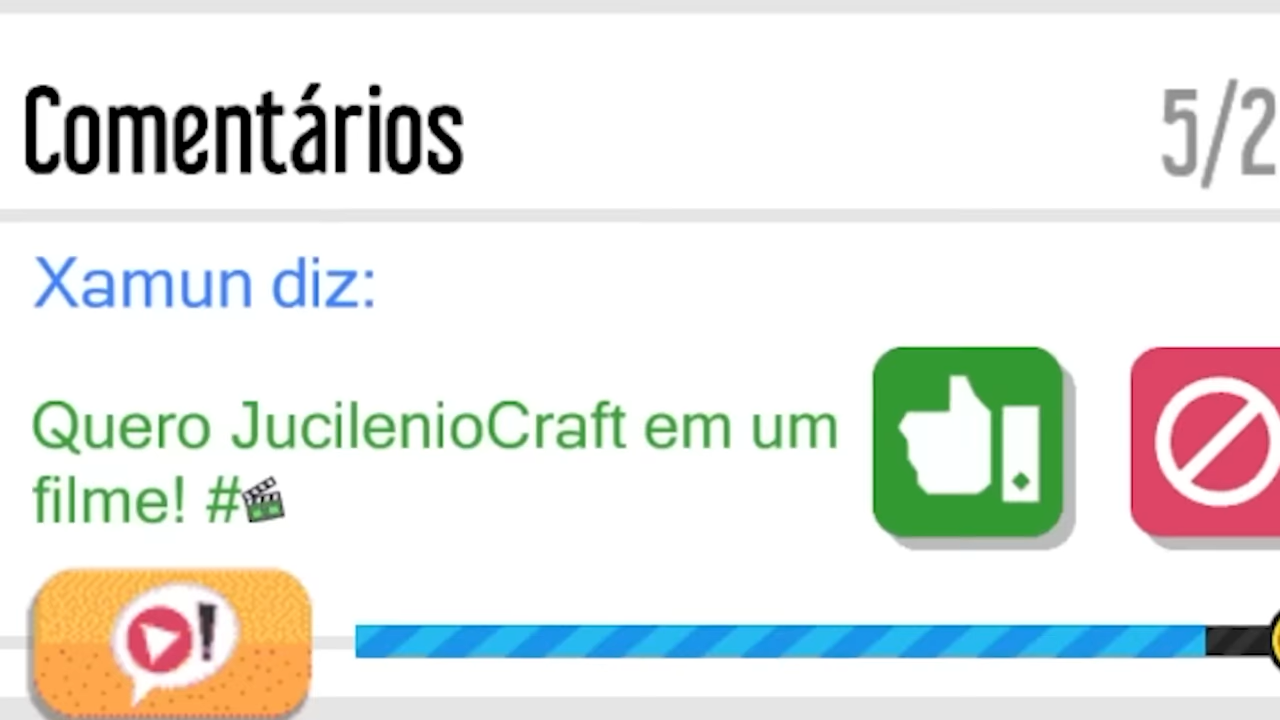 Comentários
5/2
Xamun diz:
Quero JucilenioCraft em um
filme! #🎬
!